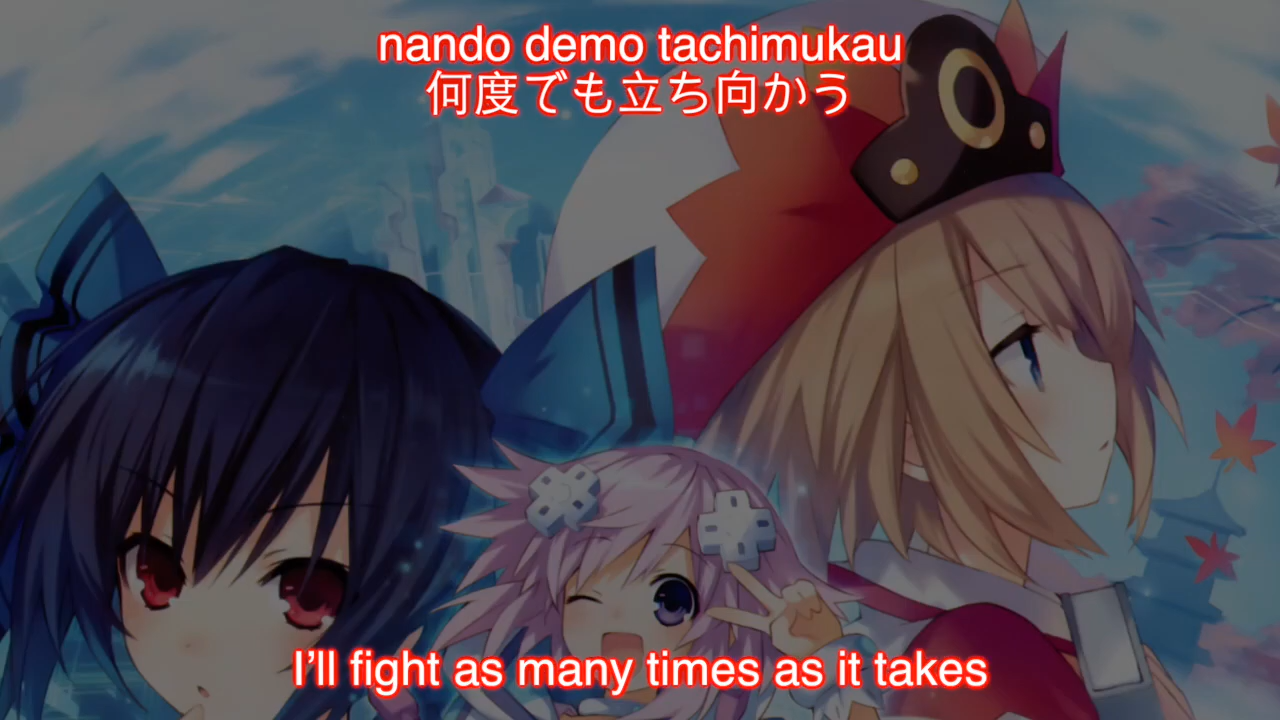 nando demo tachimukau
何度でも立ち向かう
I’ll fight as many times as it takes